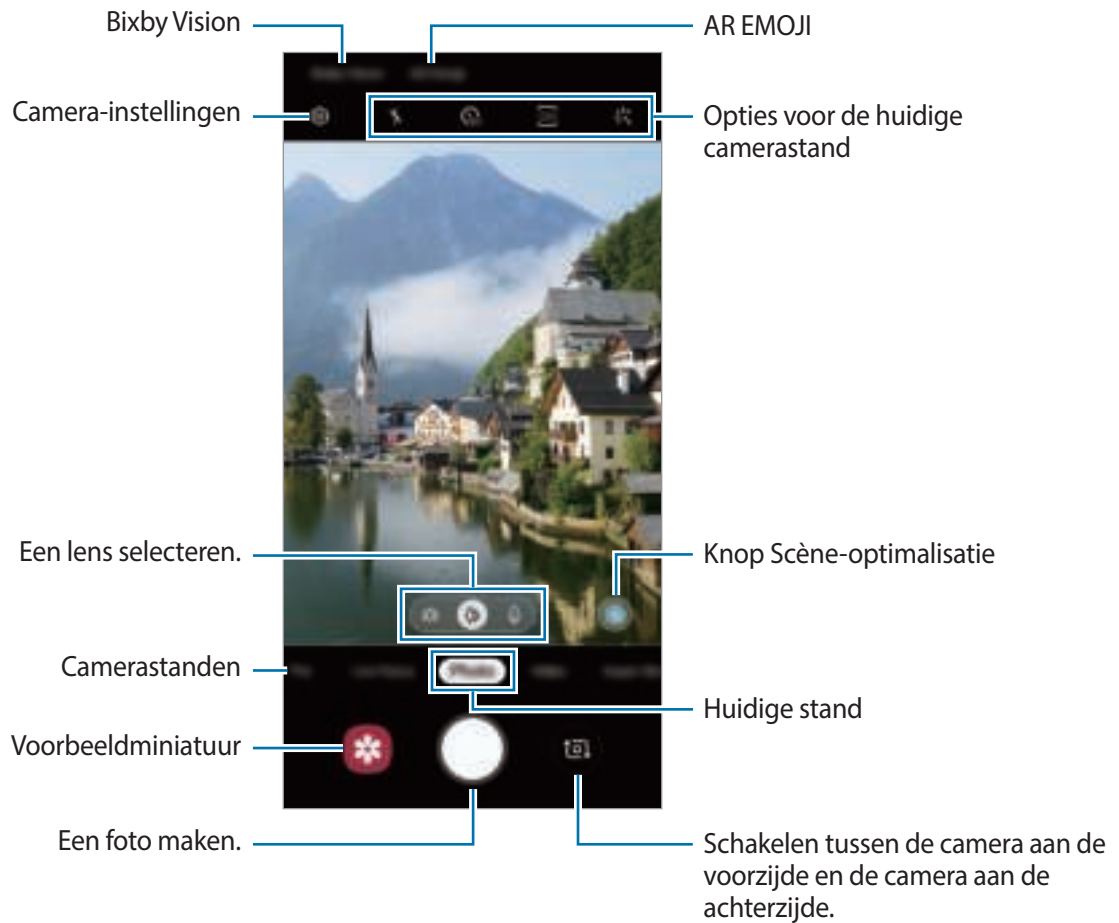 Bixby Vision
AR EMOJI
Camera-instellingen
Opties voor de huidige
camerastand
Een lens selecteren.
Knop Scène-optimalisatie
Camerastanden
Huidige stand
Voorbeeldminiatuur
Een foto maken.
Schakelen tussen de camera aan de
voorzijde en de camera aan de
achterzijde.